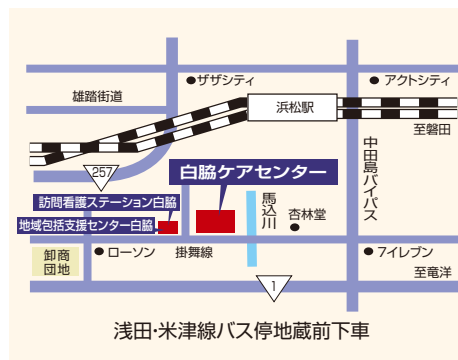 ザザシティ
アクトシティ
雄踏街道
浜松駅
至磐田
257
白脇ケアセンター
中田島バイパス
訪問看護ステーション白脇
馬込川
杏林堂
地域包括支援センター白脇
卸商
団地
ローソン
掛舞線
7イレブン
至竜洋
1
浅田・米津線バス停地蔵前下車